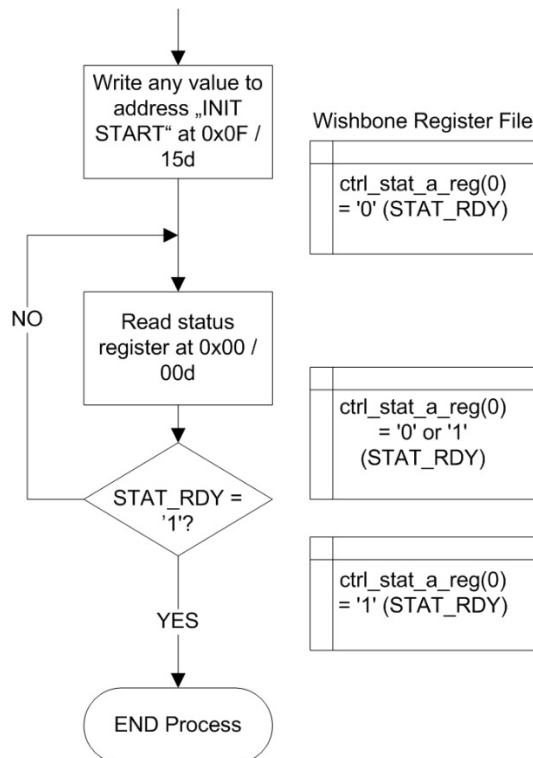 Write any value to
address „INIT
START“ at 0x0F /
15d
Wishbone Register File
ctrl_stat_a_reg(0)
= '0' (STAT_RDY)
NO
Read status
register at 0x00 /
00d
ctrl_stat_a_reg(0)
= '0' or '1'
(STAT_RDY)
STAT_RDY =
'1'?
ctrl_stat_a_reg(0)
= '1' (STAT_RDY)
YES
END Process